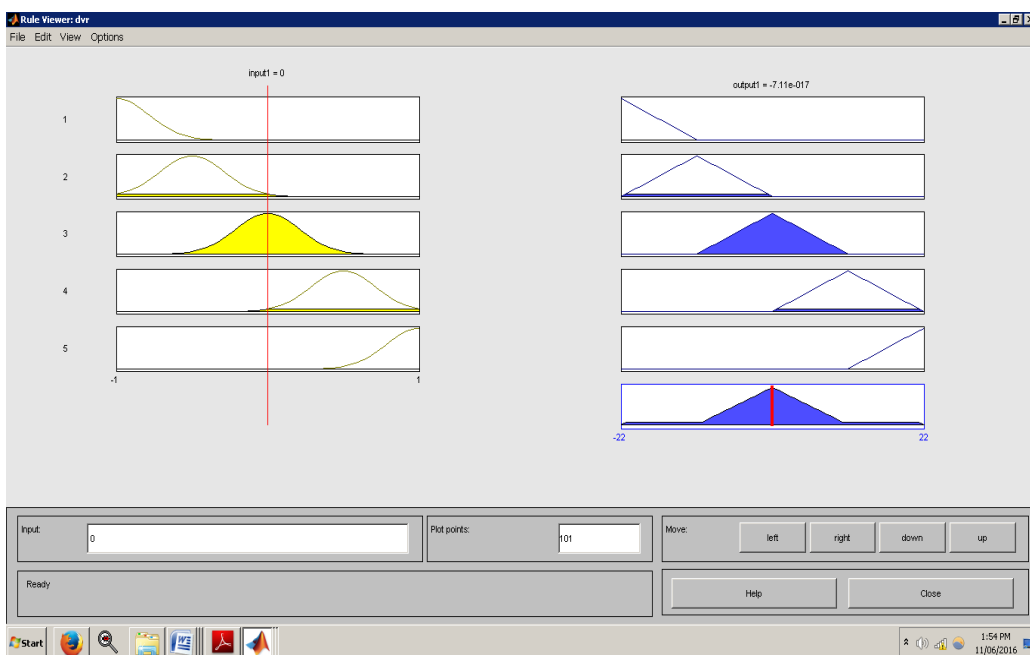 Rule Viewer: dvr
File Edit View Options
input1 = 0
output1 = -7.11e-017
1
2
3
4
5
-1 1
-22 22
Input: 0
Plot points: 101
Move: left right down up
Ready
Help Close
Start
1:54 PM
11/06/2016